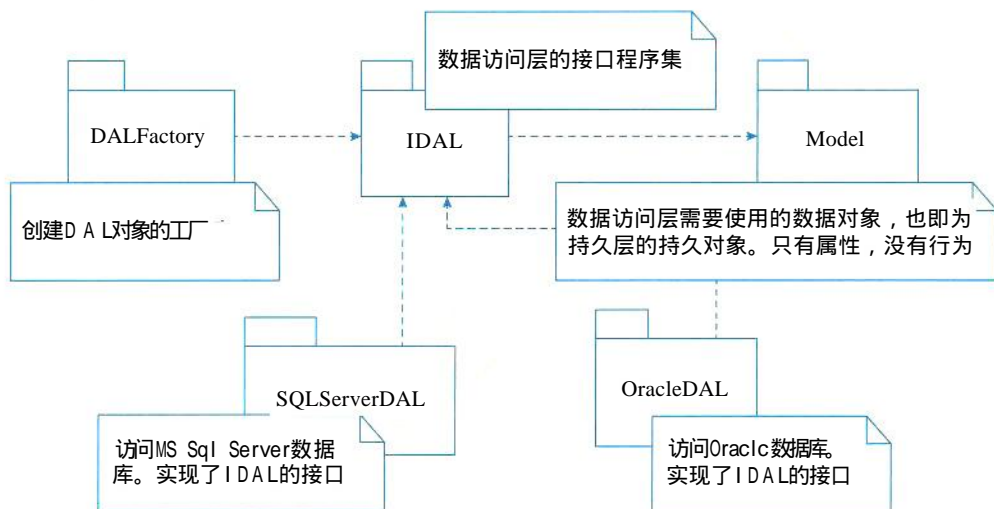 数据访问层的接口程序集
DALFactory
IDAL
Model
创建DAL对象的工厂
数据访问层需要使用的数据对象，也即为
持久层的持久对象。只有属性，没有行为
SQLServerDAL
OracleDAL
访问MS Sql Server数据
库。实现了IDAL的接口
访问Oraclc数据库。
实现了IDAL的接口